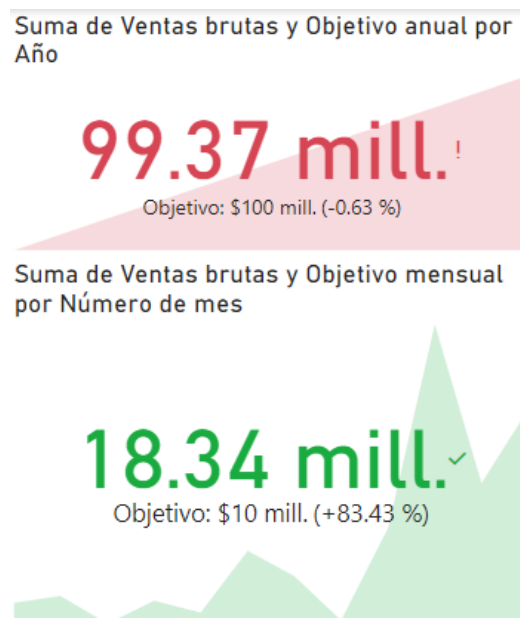 Suma de Ventas brutas y Objetivo anual por
Año
99.37 mill.!
Objetivo: $100 mill. (-0.63 %)
Suma de Ventas brutas y Objetivo mensual
por Número de mes
18.34 mill.✓
Objetivo: $10 mill. (+83.43 %)